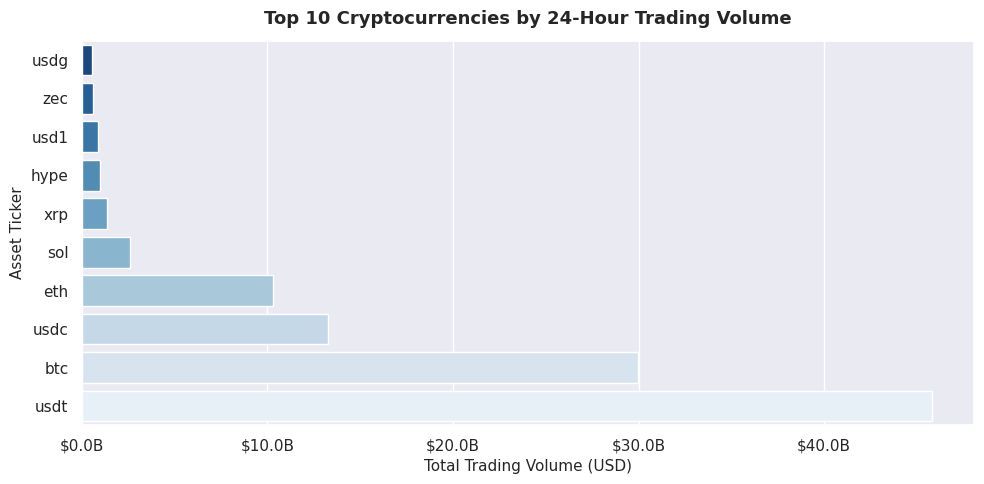 Top 10 Cryptocurrencies by 24-Hour Trading Volume
usdg
zec
usd1
hype
xrp
sol
eth
usdc
btc
usdt
Asset Ticker
$0.0B $10.0B $20.0B $30.0B $40.0B
Total Trading Volume (USD)